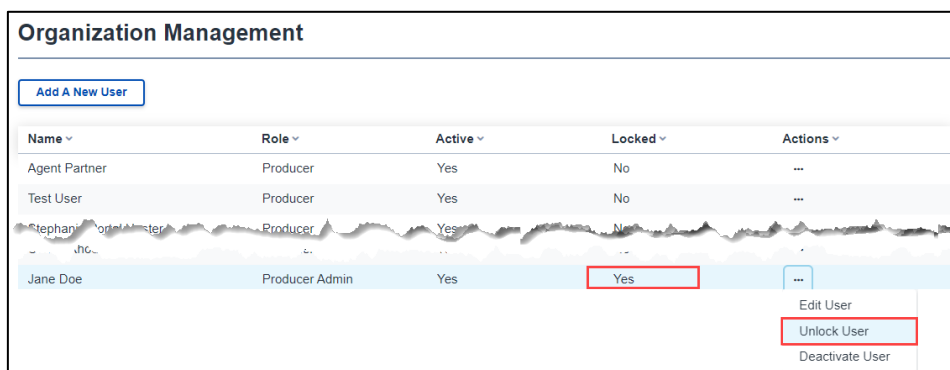 Organization Management
Add A New User
Name Role Active Locked Actions
Agent Partner Producer Yes No ...
Test User Producer Yes No ...
Producer Yes
Jane Doe Producer Admin Yes Yes ...
Edit User
Unlock User
Deactivate User